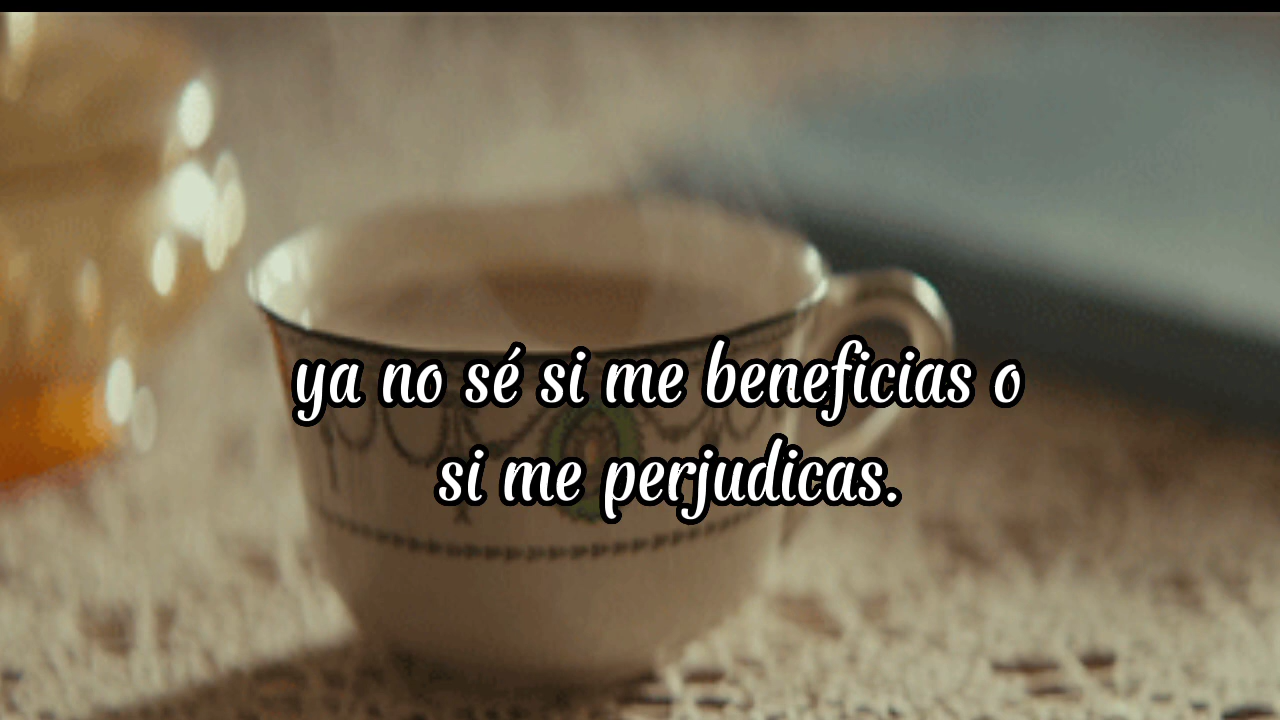 ya no sé si me beneficias o
si me perjudicas.